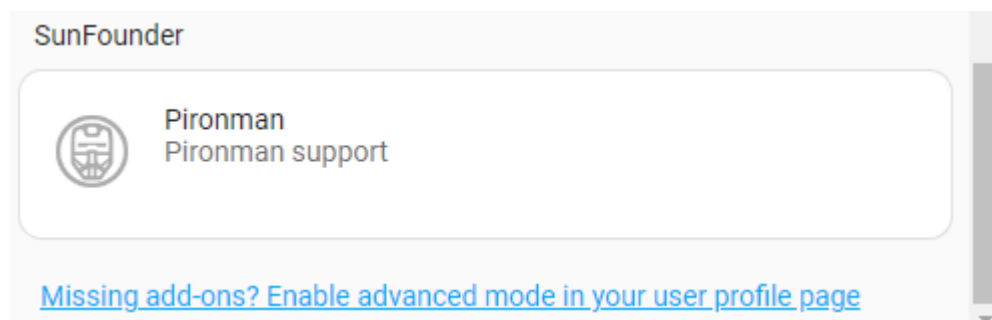 SunFounder
Pironman
Pironman support
Missing add-ons? Enable advanced mode in your user profile page